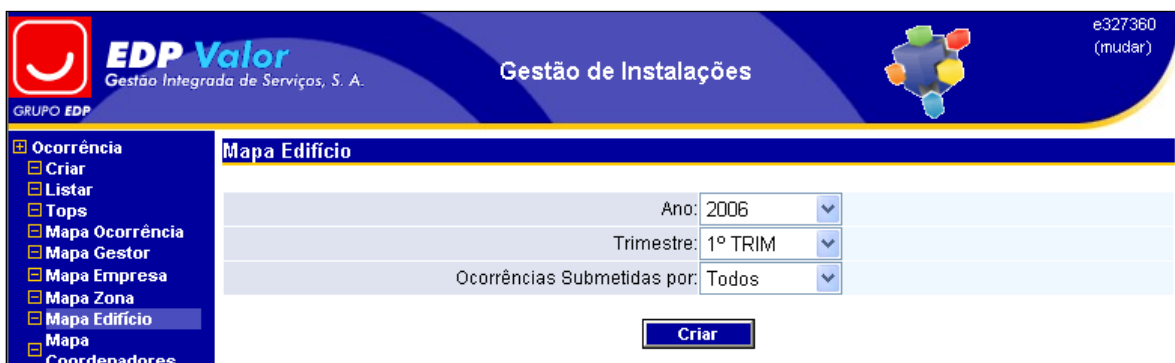 EDP Valor
Gestão Integrada de Serviços, S. A.
GRUPO EDP
Gestão de Instalações
e327360
(mudar)
Ocorrência
Criar
Listar
Tops
Mapa Ocorrência
Mapa Gestor
Mapa Empresa
Mapa Zona
Mapa Edifício
Mapa
Coordenadores
Mapa Edifício
Ano: 2006
Trimestre: 1º TRIM
Ocorrências Submetidas por: Todos
Criar